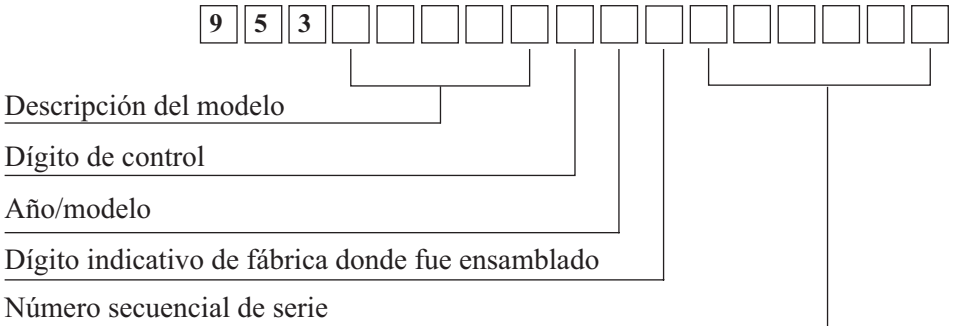 9 5 3
Descripción del modelo
Dígito de control
Año/modelo
Dígito indicativo de fábrica donde fue ensamblado
Número secuencial de serie